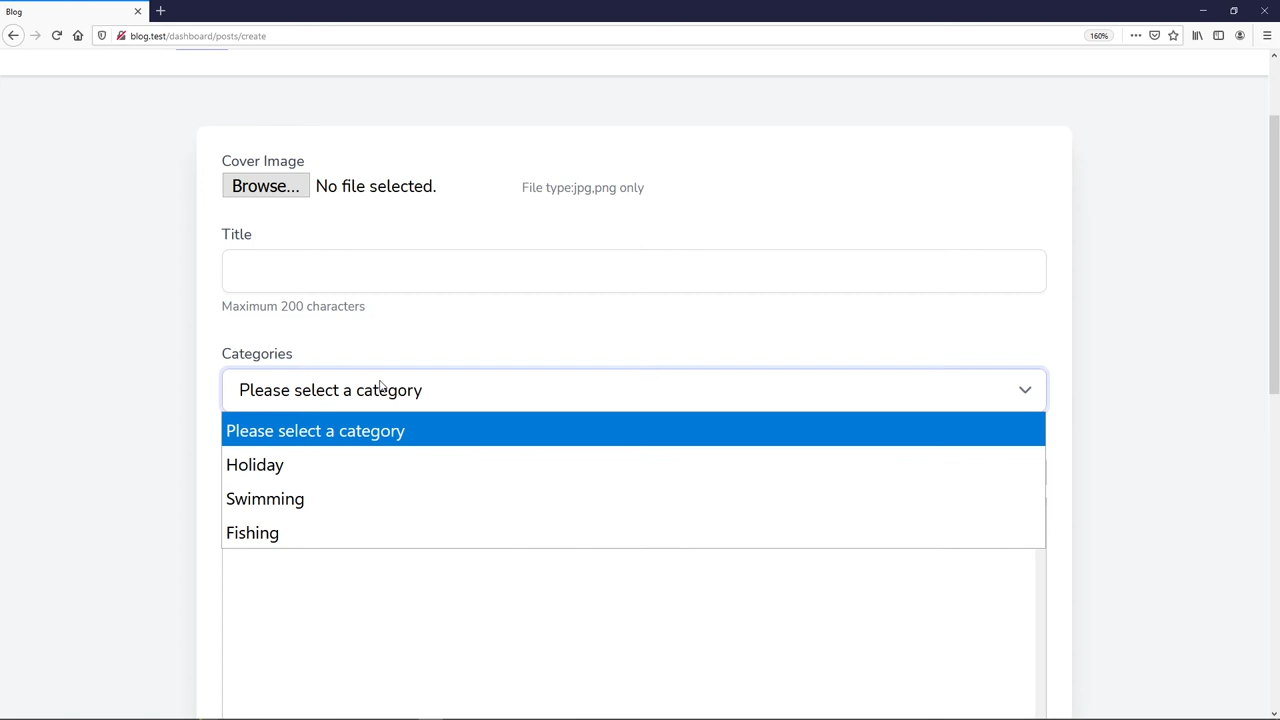 Blog
blog.test/dashboard/posts/create
160%
Cover Image
Browse... No file selected. File type:jpg,png only
Title
Maximum 200 characters
Categories
Please select a category
Please select a category
Holiday
Swimming
Fishing